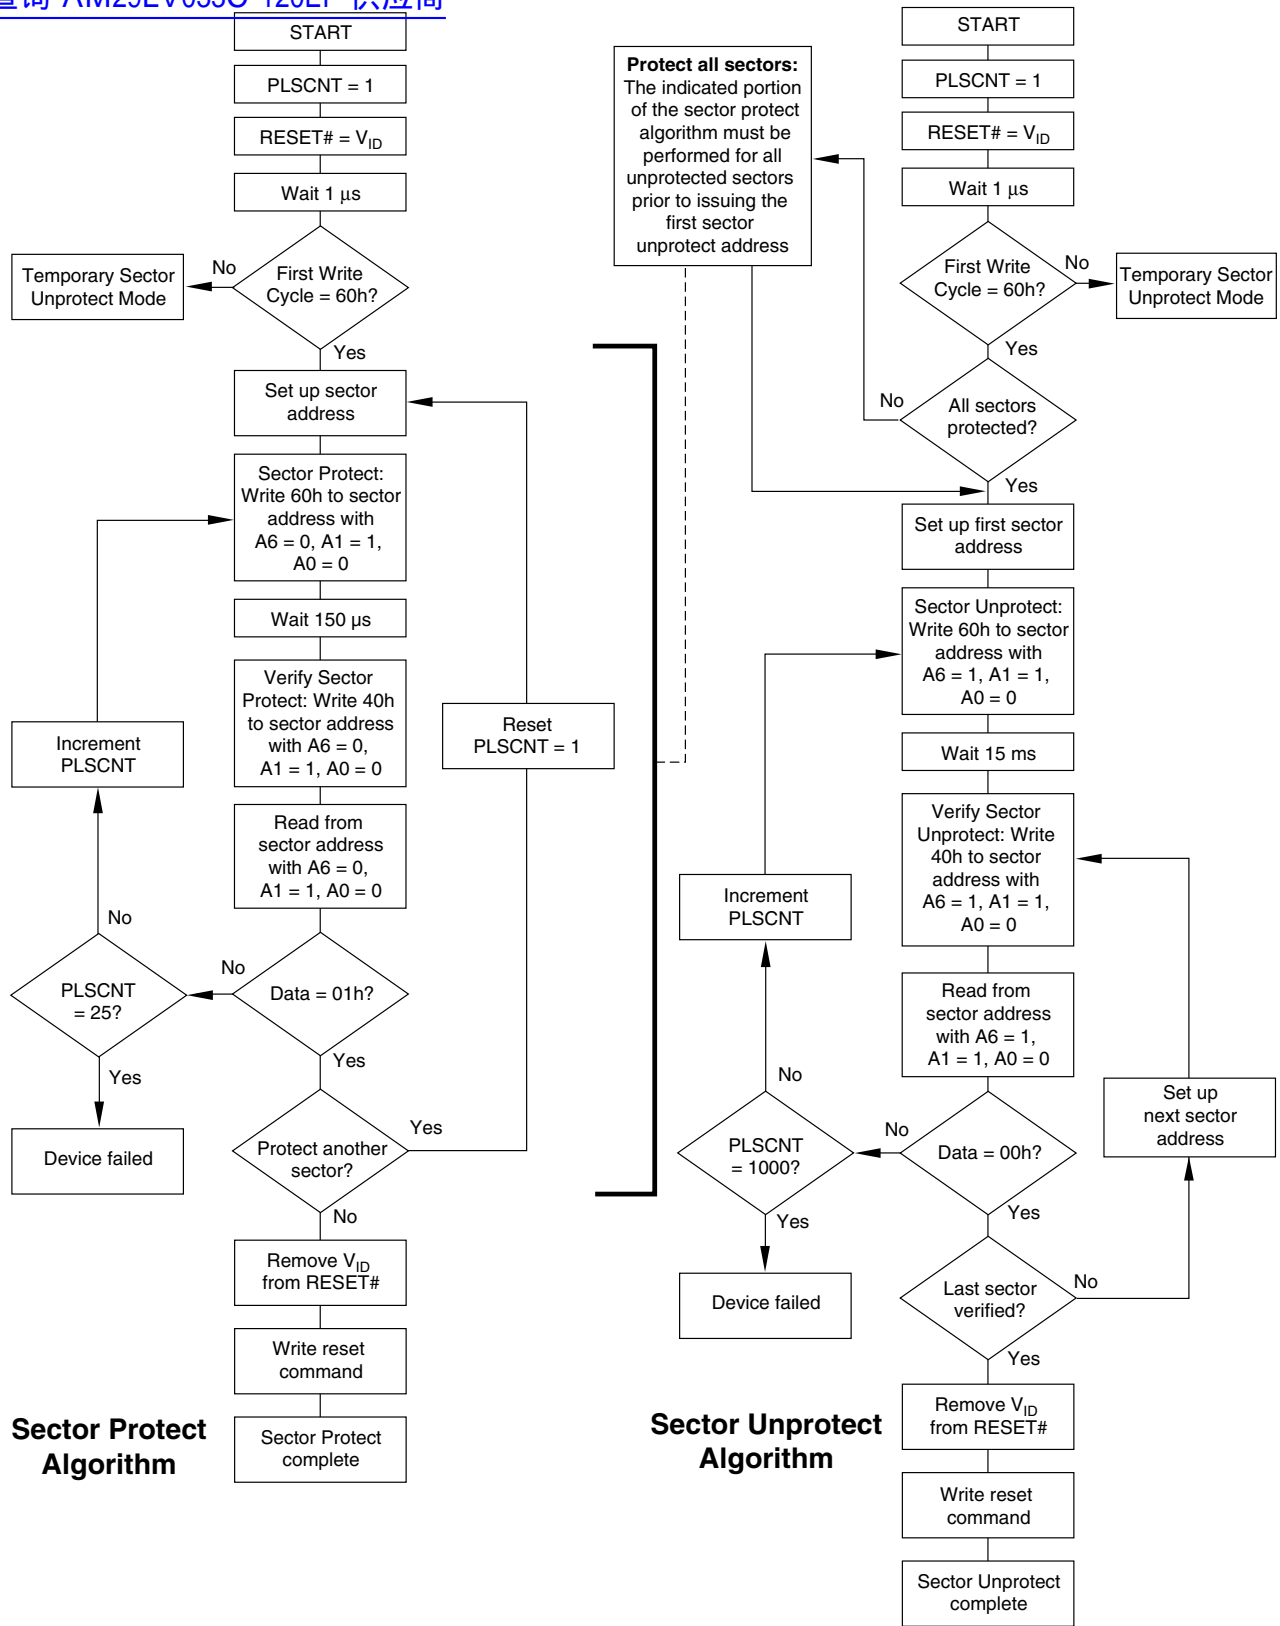 查询"AM29LV033C-120EI"供应商
START
PLSCNT = 1
RESET# = VID
Wait 1 μs
First Write
Cycle = 60h?
No
Temporary Sector
Unprotect Mode
Yes
Set up sector
address
Sector Protect:
Write 60h to sector
address with
A6 = 0, A1 = 1,
A0 = 0
Wait 150 µs
Verify Sector
Protect: Write 40h
to sector address
with A6 = 0,
A1 = 1, A0 = 0
Reset
PLSCNT = 1
Increment
PLSCNT
Read from
sector address
with A6 = 0,
A1 = 1, A0 = 0
No
PLSCNT
= 25?
No
Data = 01h?
Yes
Yes
Device failed
Protect another
sector?
Yes
No
Remove VID
from RESET#
Write reset
command
Sector Protect
complete
Sector Protect
Algorithm
Protect all sectors:
The indicated portion
of the sector protect
algorithm must be
performed for all
unprotected sectors
prior to issuing the
first sector
unprotect address
START
PLSCNT = 1
RESET# = VID
Wait 1 μs
First Write
Cycle = 60h?
No
Temporary Sector
Unprotect Mode
Yes
No
All sectors
protected?
Yes
Set up first sector
address
Sector Unprotect:
Write 60h to sector
address with
A6 = 1, A1 = 1,
A0 = 0
Wait 15 ms
Verify Sector
Unprotect: Write
40h to sector
address with
A6 = 1, A1 = 1,
A0 = 0
Increment
PLSCNT
Read from
sector address
with A6 = 1,
A1 = 1, A0 = 0
No
PLSCNT
= 1000?
No
Data = 00h?
Set up
next sector
address
Yes
Yes
Device failed
Last sector
verified?
No
Yes
Remove VID
from RESET#
Write reset
command
Sector Unprotect
complete
Sector Unprotect
Algorithm